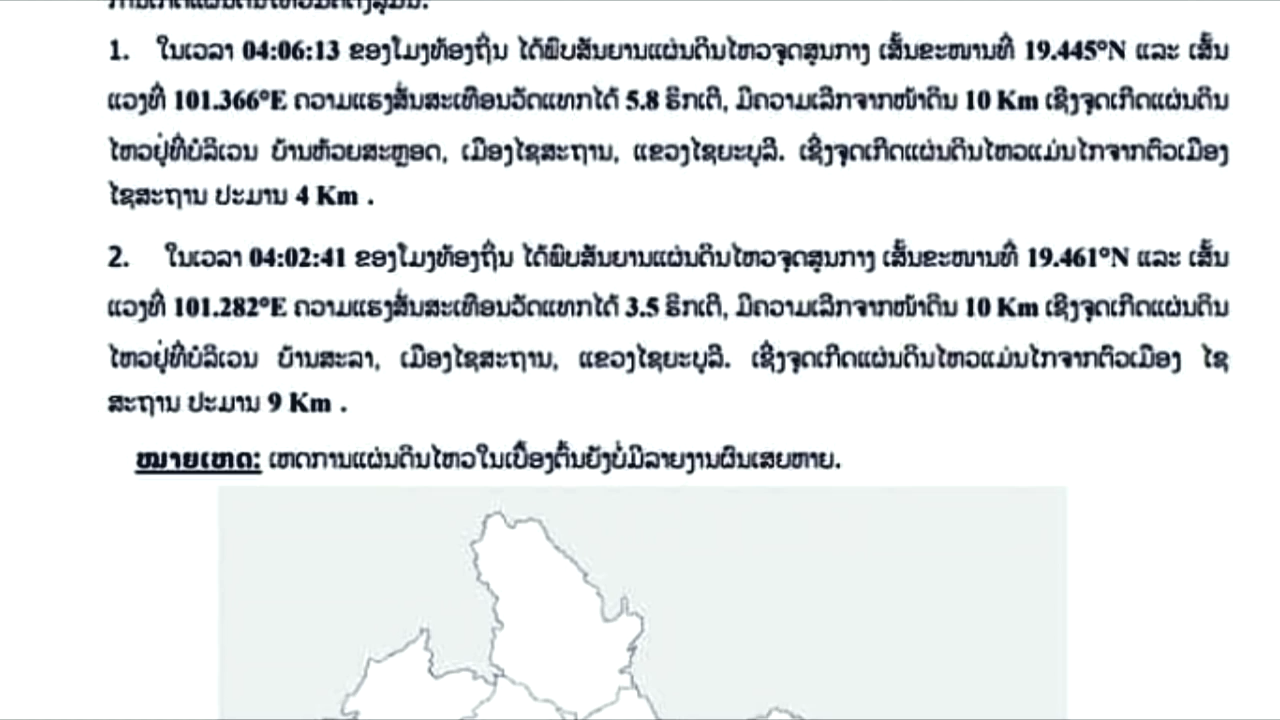 1. ໃນເວລາ 04:06:13 ຂອງໂມງທ້ອງຖິ່ນ ໄດ້ພົບສັນຍານແຜ່ນດິນໄຫວຈຸດສູນກາງ ເສັ້ນຂະໜານທີ່ 19.445°N ແລະ ເສັ້ນ
ແວງທີ່ 101.366°E ຄວາມແຮງສັ່ນສະເທືອນວັດແທກໄດ້ 5.8 ຣິກເຕີ, ມີຄວາມເລິກຈາກໜ້າດິນ 10 Km ເຊິ່ງຈຸດເກີດແຜ່ນດິນ
ໄຫວຢູ່ທີ່ບໍລິເວນ ບ້ານຫ້ວຍສະຫຼອດ, ເມືອງໄຊສະຖານ, ແຂວງໄຊຍະບຸລີ. ເຊິ່ງຈຸດເກີດແຜ່ນດິນໄຫວແມ່ນໄກຈາກຕົວເມືອງ
ໄຊສະຖານ ປະມານ 4 Km .
2. ໃນເວລາ 04:02:41 ຂອງໂມງທ້ອງຖິ່ນ ໄດ້ພົບສັນຍານແຜ່ນດິນໄຫວຈຸດສູນກາງ ເສັ້ນຂະໜານທີ່ 19.461°N ແລະ ເສັ້ນ
ແວງທີ່ 101.282°E ຄວາມແຮງສັ່ນສະເທືອນວັດແທກໄດ້ 3.5 ຣິກເຕີ, ມີຄວາມເລິກຈາກໜ້າດິນ 10 Km ເຊິ່ງຈຸດເກີດແຜ່ນດິນ
ໄຫວຢູ່ທີ່ບໍລິເວນ ບ້ານສະລາ, ເມືອງໄຊສະຖານ, ແຂວງໄຊຍະບຸລີ. ເຊິ່ງຈຸດເກີດແຜ່ນດິນໄຫວແມ່ນໄກຈາກຕົວເມືອງ ໄຊ
ສະຖານ ປະມານ 9 Km .
ໝາຍເຫດ: ເຫດການແຜ່ນດິນໄຫວໃນເບື້ອງຕົ້ນຍັງບໍ່ມີລາຍງານຜົນເສຍຫາຍ.